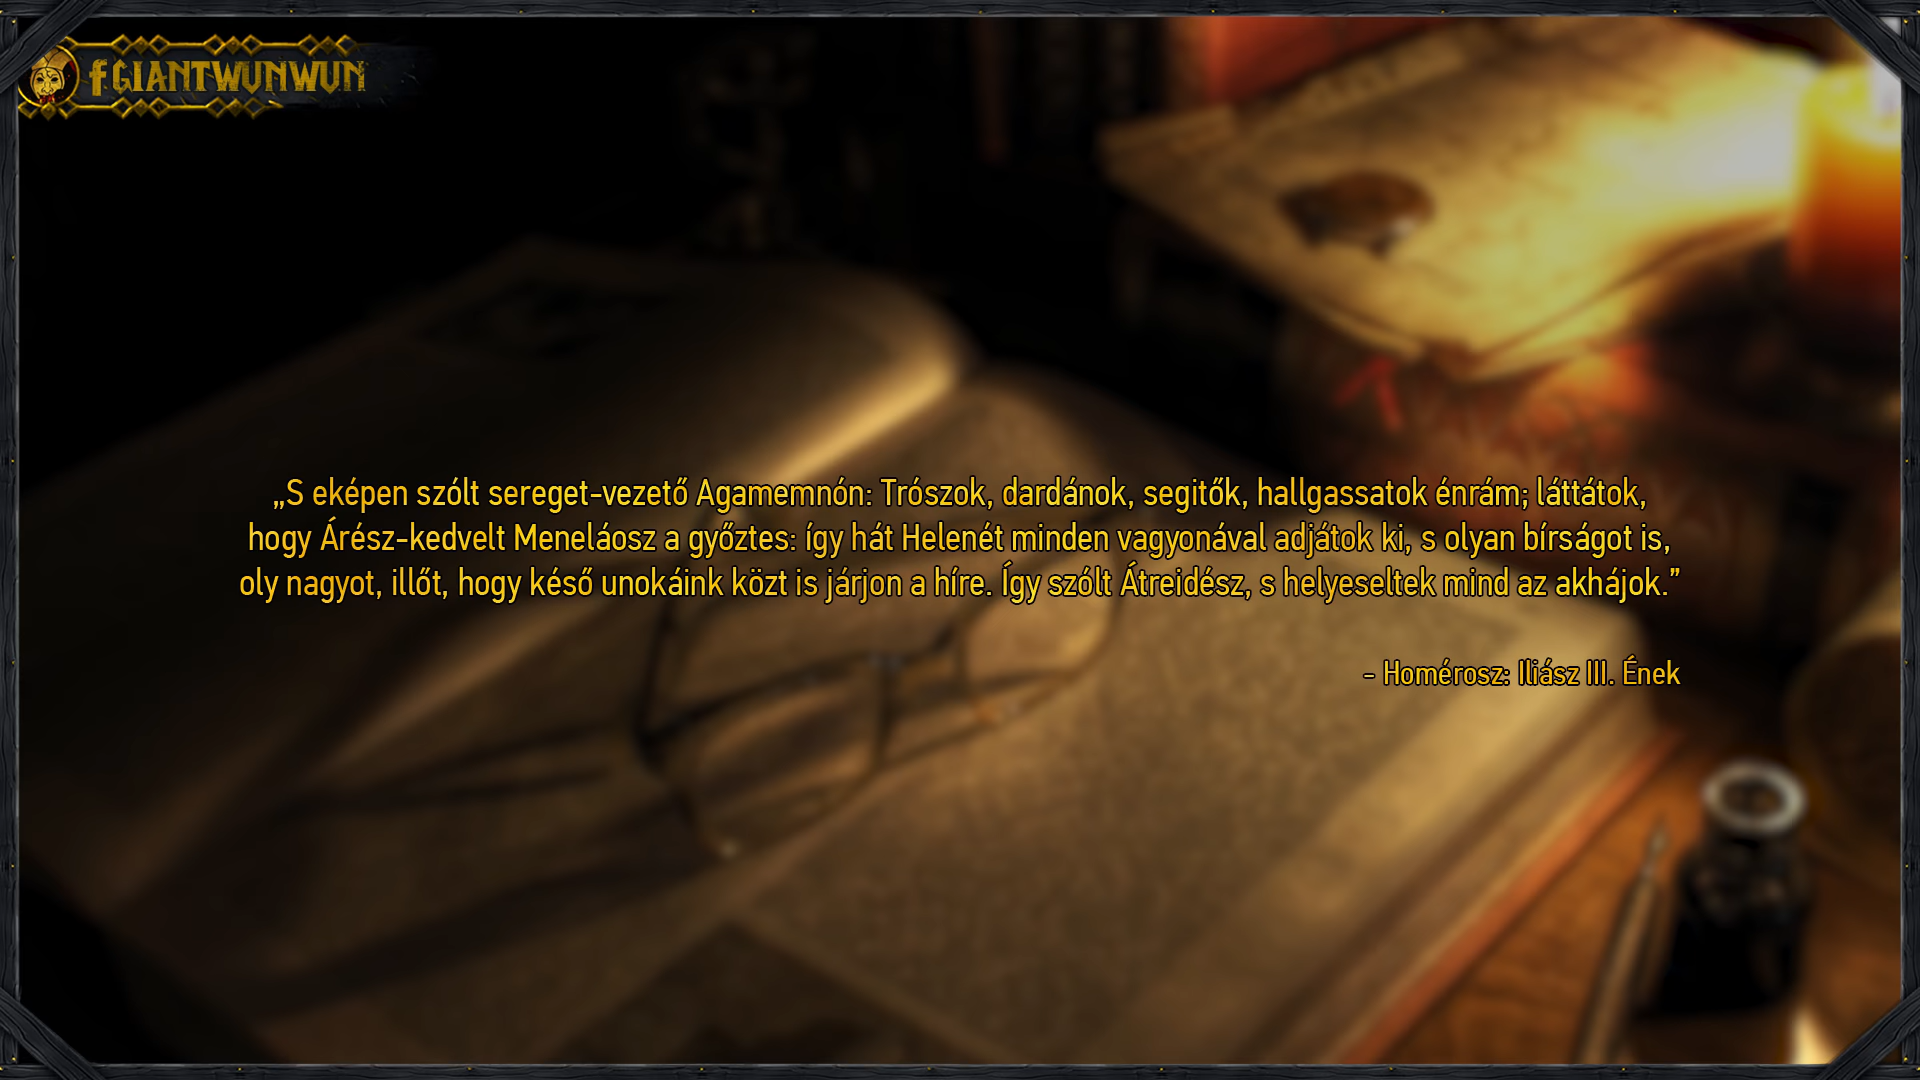 fGIANTWUNWUN
„S eképen szólt sereget-vezető Agamemnón: Trószok, dardánok, segitők, hallgassatok énrám; láttátok,
hogy Árész-kedvelt Meneláosz a győztes: így hát Helenét minden vagyonával adjátok ki, s olyan bírságot is,
oly nagyot, illőt, hogy késő unokáink közt is járjon a híre. Így szólt Átreidész, s helyeseltek mind az akhájok.”
- Homérosz: Iliász III. Ének